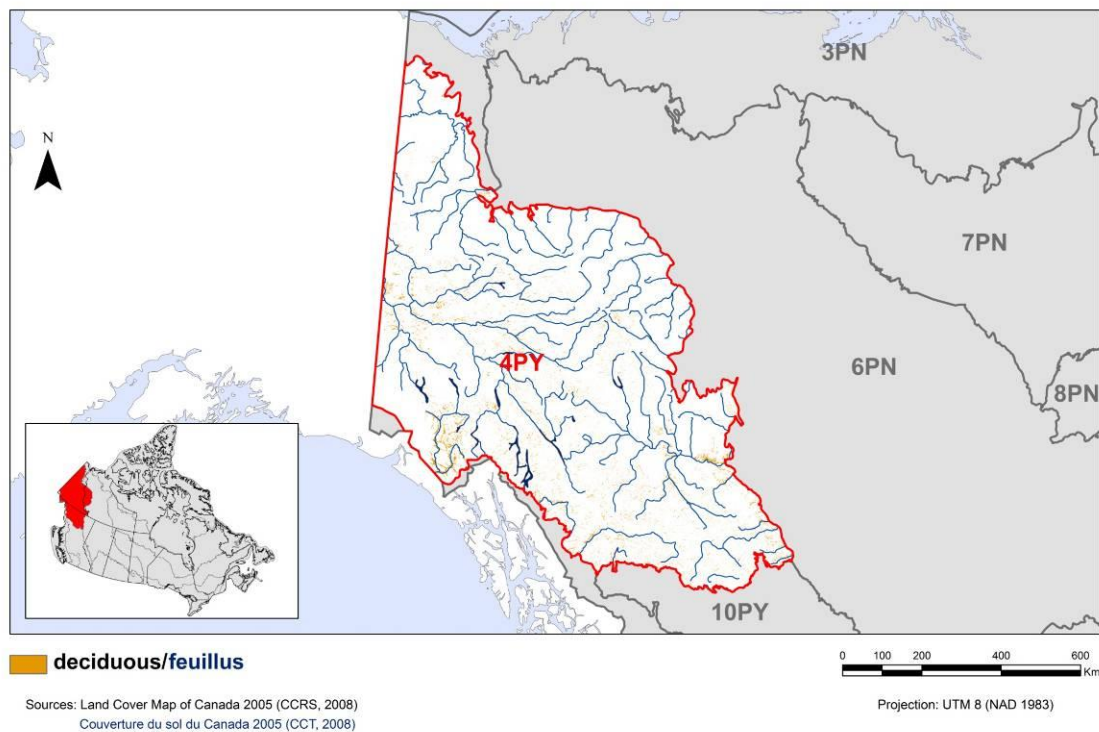 3PN
N
7PN
4PY
6PN
8PN
10PY
deciduous/feuillus
0 100 200 400 600
Km
Sources: Land Cover Map of Canada 2005 (CCRS, 2008)
Projection: UTM 8 (NAD 1983)
Couverture du sol du Canada 2005 (CCT, 2008)